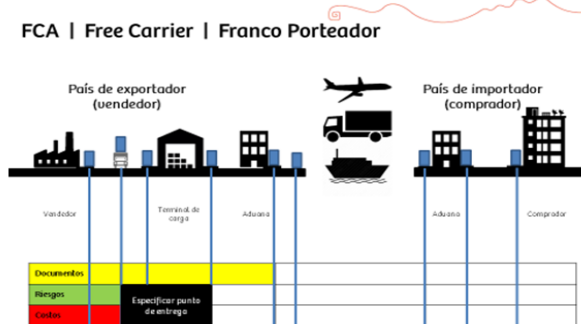 FCA | Free Carrier | Franco Porteador
País de exportador
(vendedor)
País de importador
(comprador)
Vendedor
Terminal de
carga
Aduana
Aduana
Comprador
Documentos
Riesgos
Costos
Especificar punto
de entrega